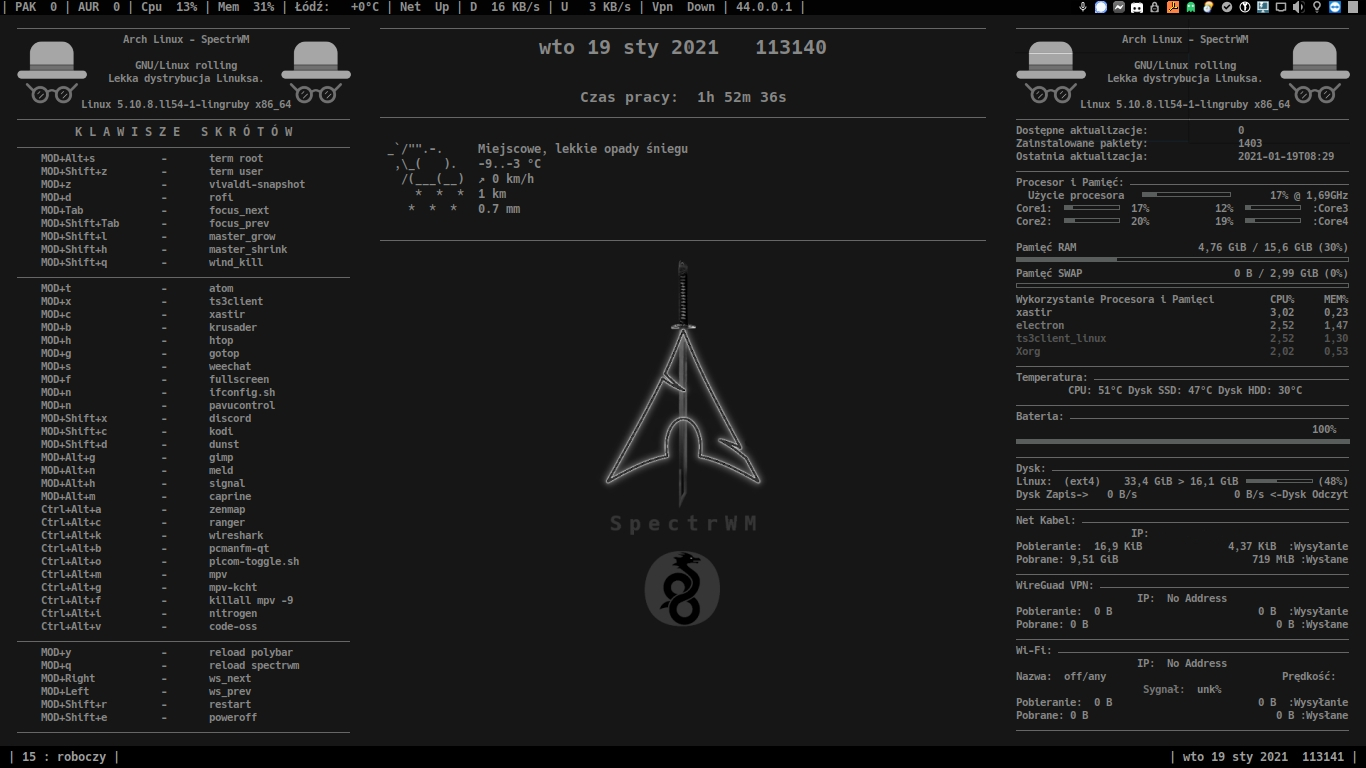 | PAK  0 | AUR  0 | Cpu  13% | Mem  31% | Łódź:   +0°C | Net  Up | D  16 KB/s | U   3 KB/s | Vpn  Down | 44.0.0.1 |
Arch Linux - SpectrWM
GNU/Linux rolling
Lekka dystrybucja Linuksa.
Linux 5.10.8.ll54-1-lingruby x86_64
K L A W I S Z E   S K R Ó T Ó W
MOD+Alt+s - term root
MOD+Shift+z - term user
MOD+z - vivaldi-snapshot
MOD+d - rofi
MOD+Tab - focus_next
MOD+Shift+Tab - focus_prev
MOD+Shift+l - master_grow
MOD+Shift+h - master_shrink
MOD+Shift+q - wind_kill
MOD+t - atom
MOD+x - ts3client
MOD+c - xastir
MOD+b - krusader
MOD+h - htop
MOD+g - gotop
MOD+s - weechat
MOD+f - fullscreen
MOD+n - ifconfig.sh
MOD+n - pavucontrol
MOD+Shift+x - discord
MOD+Shift+c - kodi
MOD+Shift+d - dunst
MOD+Alt+g - gimp
MOD+Alt+n - meld
MOD+Alt+h - signal
MOD+Alt+m - caprine
Ctrl+Alt+a - zenmap
Ctrl+Alt+c - ranger
Ctrl+Alt+k - wireshark
Ctrl+Alt+b - pcmanfm-qt
Ctrl+Alt+o - picom-toggle.sh
Ctrl+Alt+m - mpv
Ctrl+Alt+g - mpv-kcht
Ctrl+Alt+f - killall mpv -9
Ctrl+Alt+i - nitrogen
Ctrl+Alt+v - code-oss
MOD+y - reload polybar
MOD+q - reload spectrwm
MOD+Right - ws_next
MOD+Left - ws_prev
MOD+Shift+r - restart
MOD+Shift+e - poweroff
wto 19 sty 2021   113140
Czas pracy:  1h 52m 36s
_`/"".-.     Miejscowe, lekkie opady śniegu
,\_(   ).   -9..-3 °C
/(___(__)  ↗ 0 km/h
*  *  *  1 km
*  *  *   0.7 mm
SpectrWM
Arch Linux - SpectrWM
GNU/Linux rolling
Lekka dystrybucja Linuksa.
Linux 5.10.8.ll54-1-lingruby x86_64
Dostępne aktualizacje: 0
Zainstalowane pakiety: 1403
Ostatnia aktualizacja: 2021-01-19T08:29
Procesor i Pamięć:
Użycie procesora 17% @ 1,69GHz
Core1: 17% 12% :Core3
Core2: 20% 19% :Core4
Pamięć RAM 4,76 GiB / 15,6 GiB (30%)
Pamięć SWAP 0 B / 2,99 GiB (0%)
Wykorzystanie Procesora i Pamięci CPU% MEM%
xastir 3,02 0,23
electron 2,52 1,47
ts3client_linux 2,52 1,30
Xorg 2,02 0,53
Temperatura:
CPU: 51°C Dysk SSD: 47°C Dysk HDD: 30°C
Bateria:
100%
Dysk:
Linux:  (ext4)    33,4 GiB > 16,1 GiB (48%)
Dysk Zapis->   0 B/s 0 B/s <-Dysk Odczyt
Net Kabel:
IP:
Pobieranie:  16,9 KiB 4,37 KiB  :Wysyłanie
Pobrane: 9,51 GiB 719 MiB :Wysłane
WireGuad VPN:
IP:  No Address
Pobieranie:  0 B 0 B  :Wysyłanie
Pobrane: 0 B 0 B :Wysłane
Wi-Fi:
IP:  No Address
Nazwa:  off/any Prędkość:
Sygnał:  unk%
Pobieranie:  0 B 0 B  :Wysyłanie
Pobrane: 0 B 0 B :Wysłane
| 15 : roboczy |
| wto 19 sty 2021  113141 |